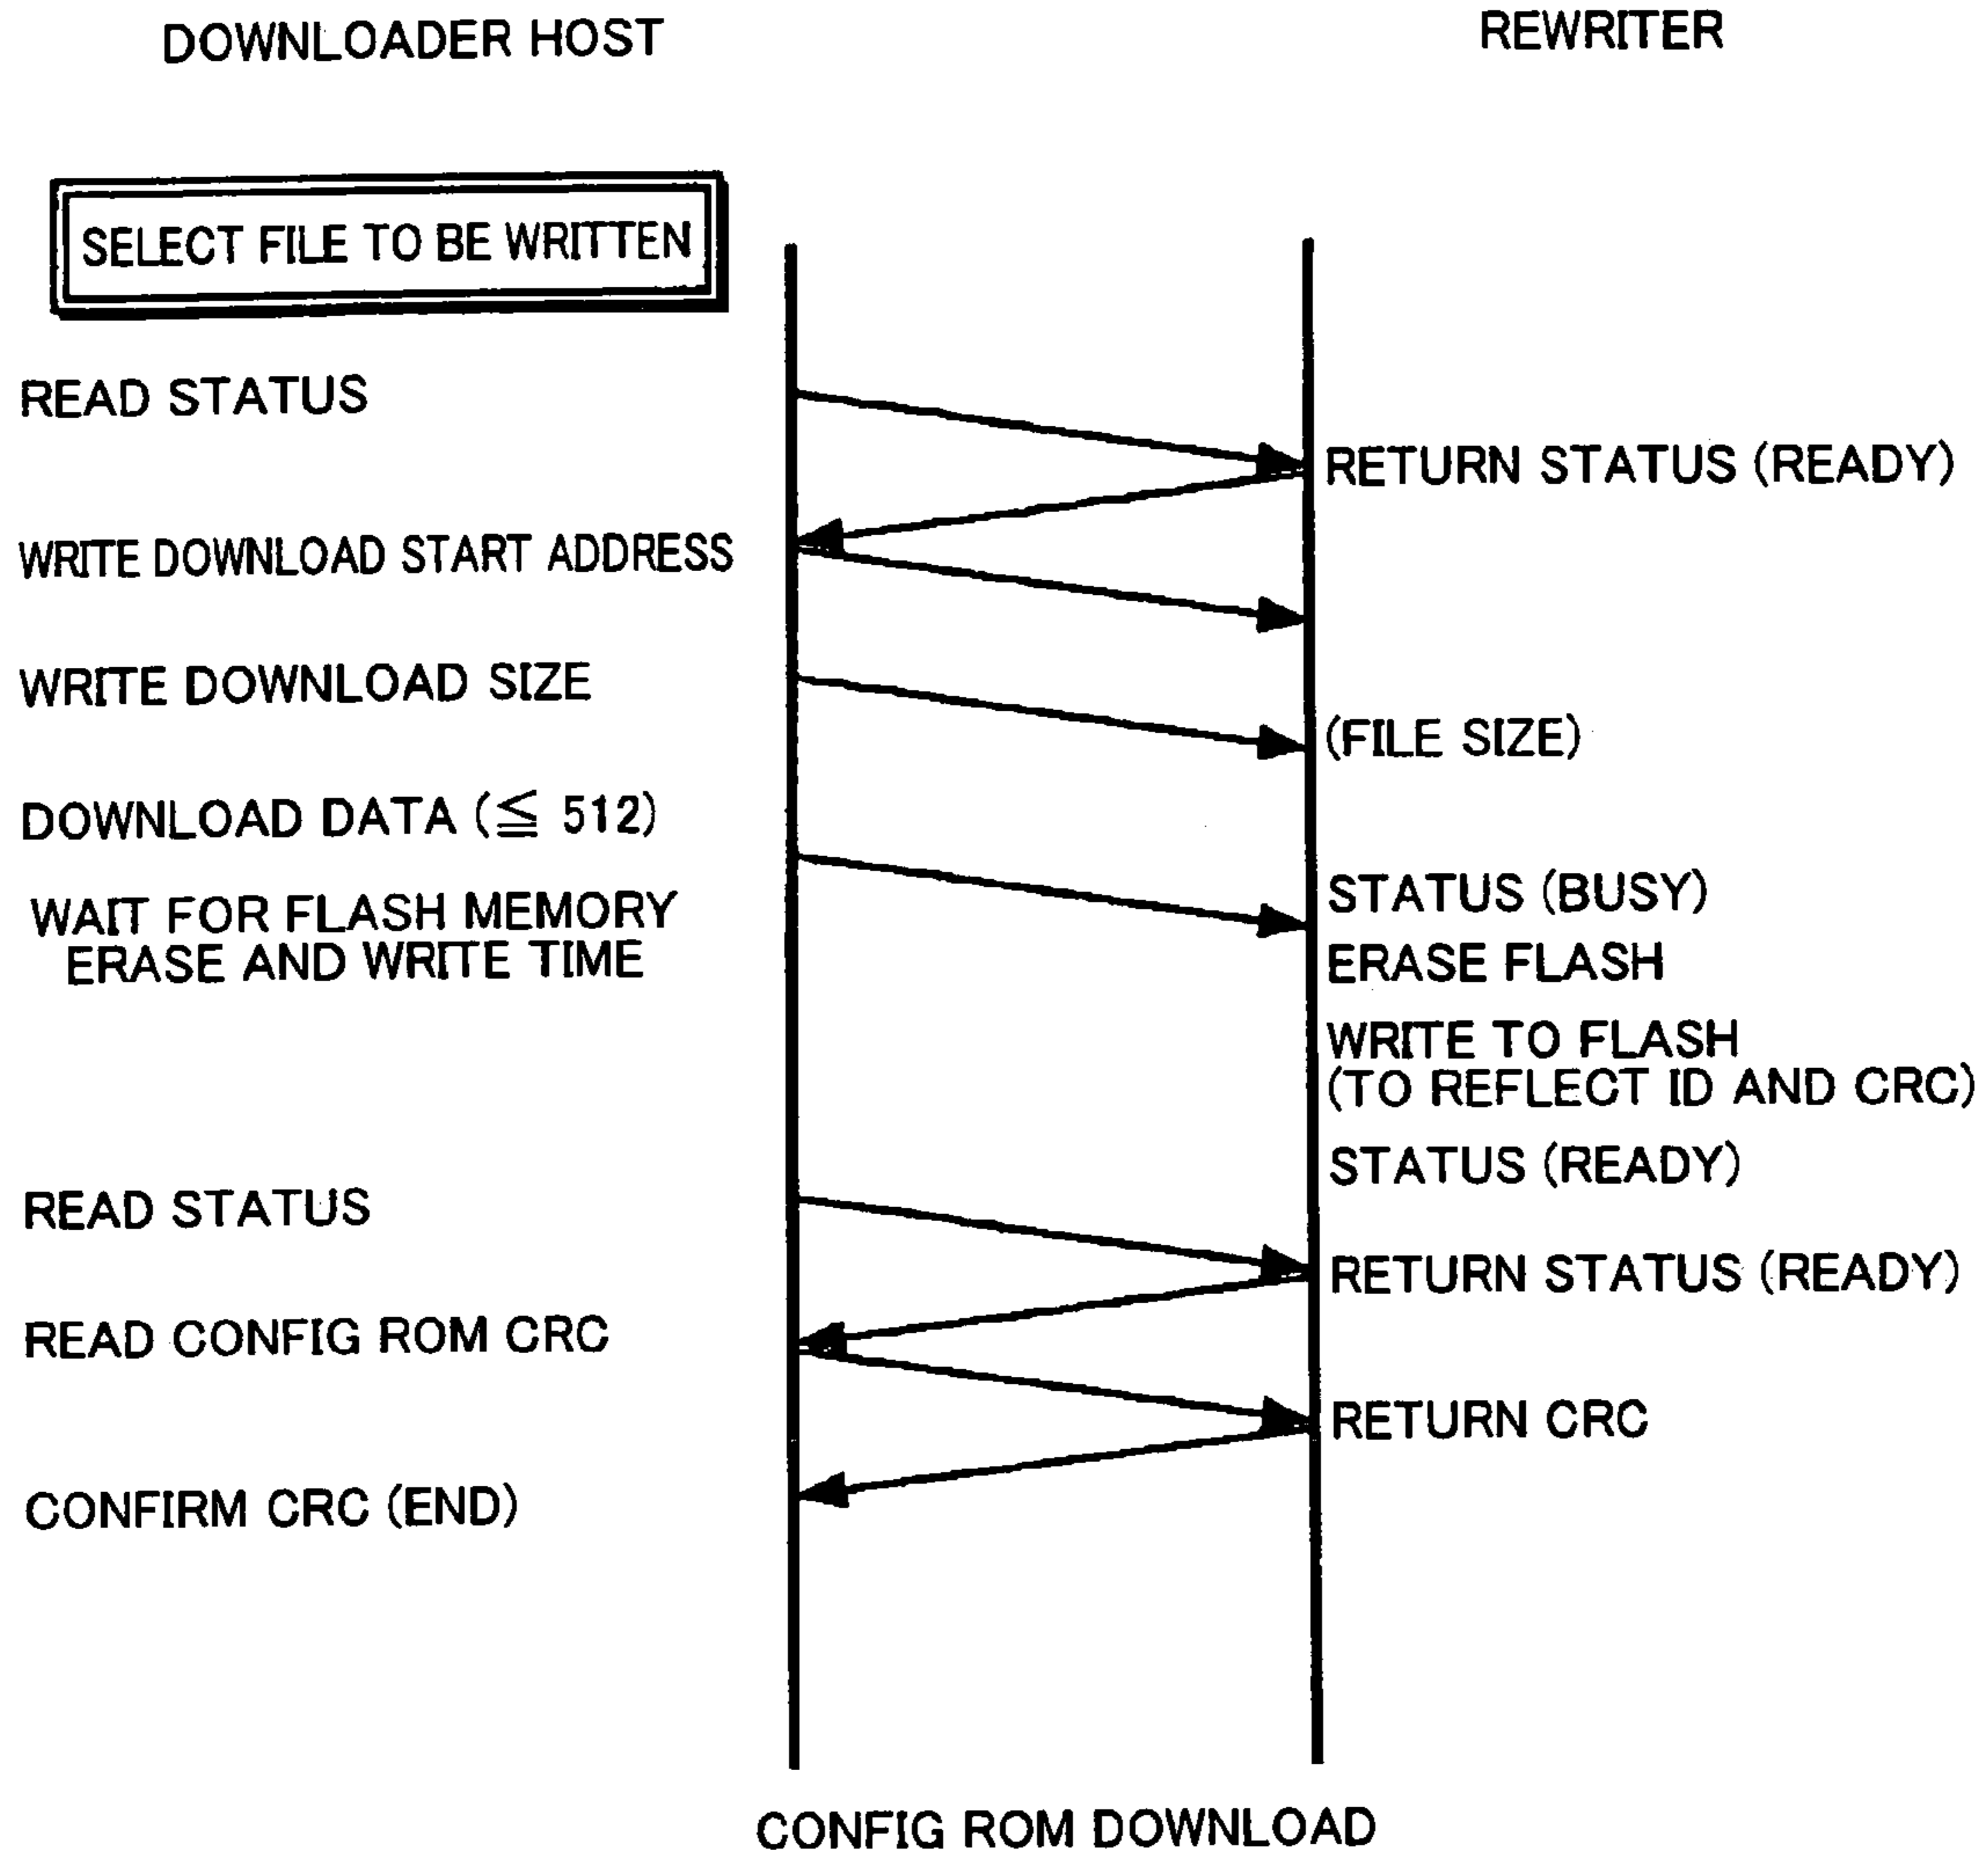 DOWNLOADER HOST
REWRITER
SELECT FILE TO BE WRITTEN
READ STATUS
RETURN STATUS (READY)
WRITE DOWNLOAD START ADDRESS
WRITE DOWNLOAD SIZE
(FILE SIZE)
DOWNLOAD DATA (≦ 512)
STATUS (BUSY)
WAIT FOR FLASH MEMORY
ERASE AND WRITE TIME
ERASE FLASH
WRITE TO FLASH
(TO REFLECT ID AND CRC)
STATUS (READY)
READ STATUS
RETURN STATUS (READY)
READ CONFIG ROM CRC
RETURN CRC
CONFIRM CRC (END)
CONFIG ROM DOWNLOAD